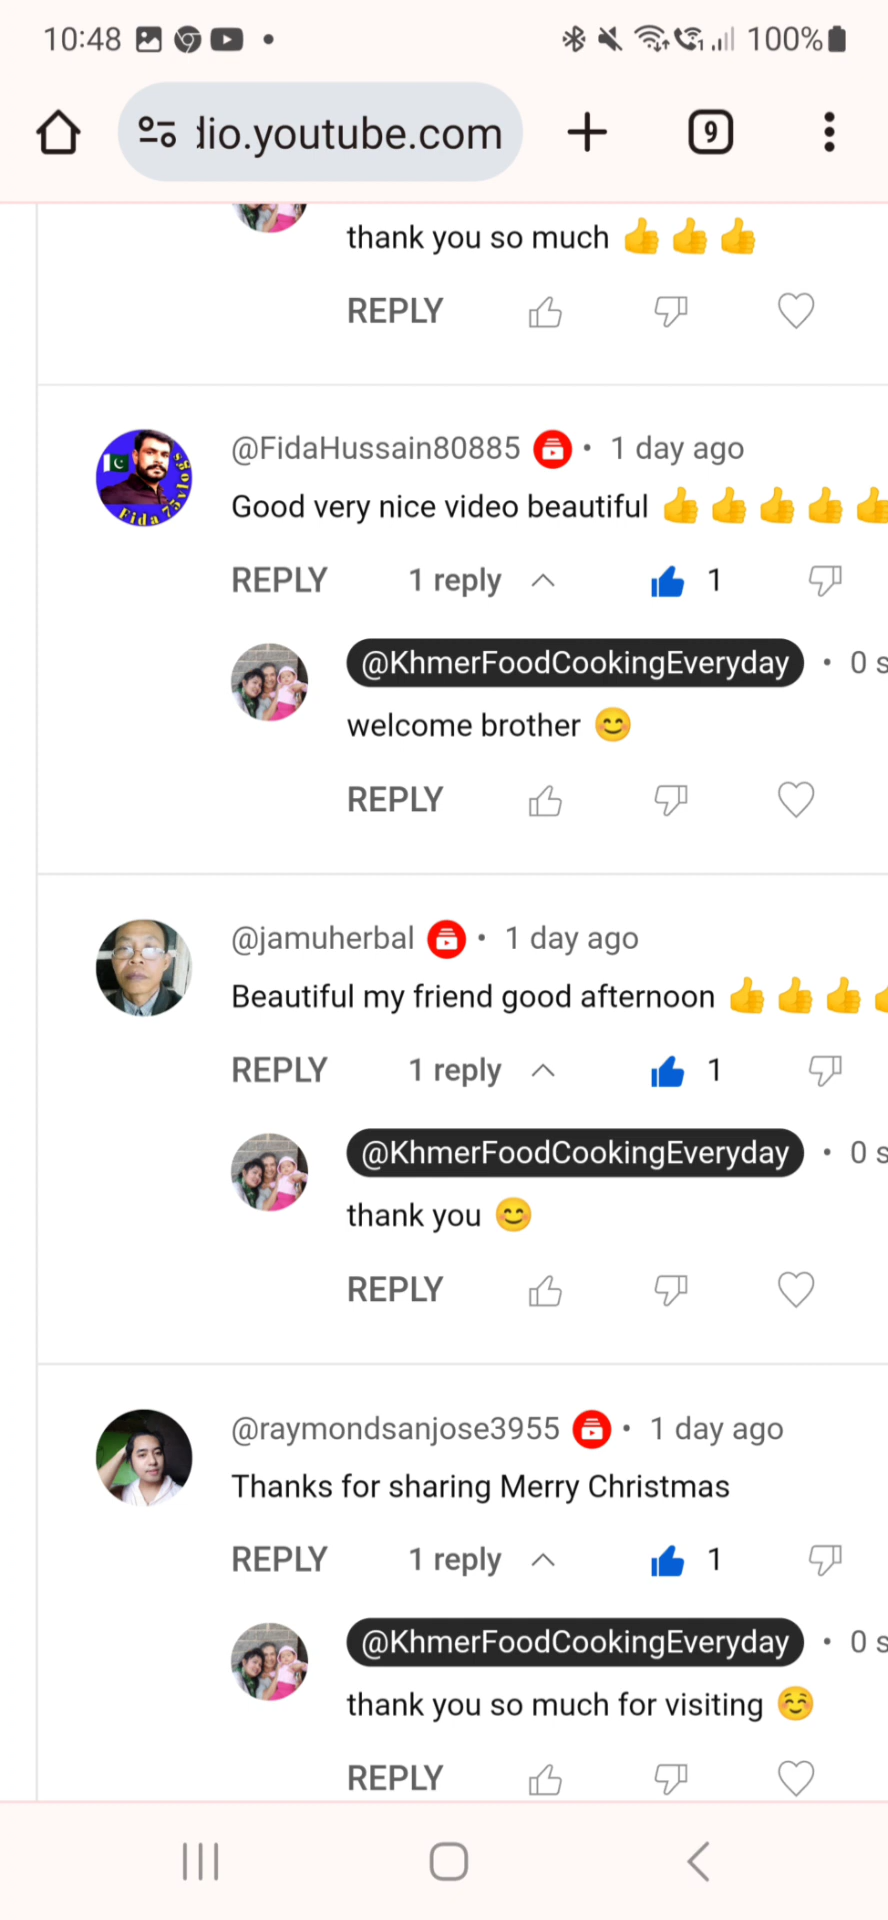 10:48
100%
dio.youtube.com
9
thank you so much 👍 👍 👍
REPLY
@FidaHussain80885 • 1 day ago
Good very nice video beautiful 👍 👍 👍 👍 👍
REPLY 1 reply 1
Fida 75vlogs
@KhmerFoodCookingEveryday • 0 s
welcome brother 😊
REPLY
@jamuherbal • 1 day ago
Beautiful my friend good afternoon 👍 👍 👍 👍
REPLY 1 reply 1
@KhmerFoodCookingEveryday • 0 s
thank you 😊
REPLY
@raymondsanjose3955 • 1 day ago
Thanks for sharing Merry Christmas
REPLY 1 reply 1
@KhmerFoodCookingEveryday • 0 s
thank you so much for visiting ☺️
REPLY